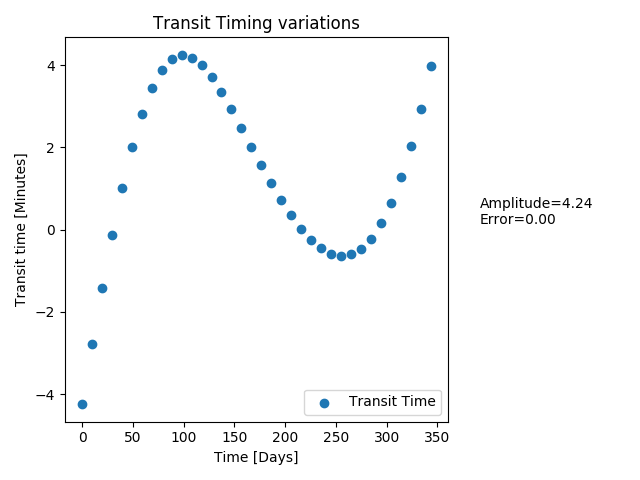 Transit Timing variations
Transit time [Minutes]
4
2
0
−2
−4
Amplitude=4.24
Error=0.00
Transit Time
0 50 100 150 200 250 300 350
Time [Days]